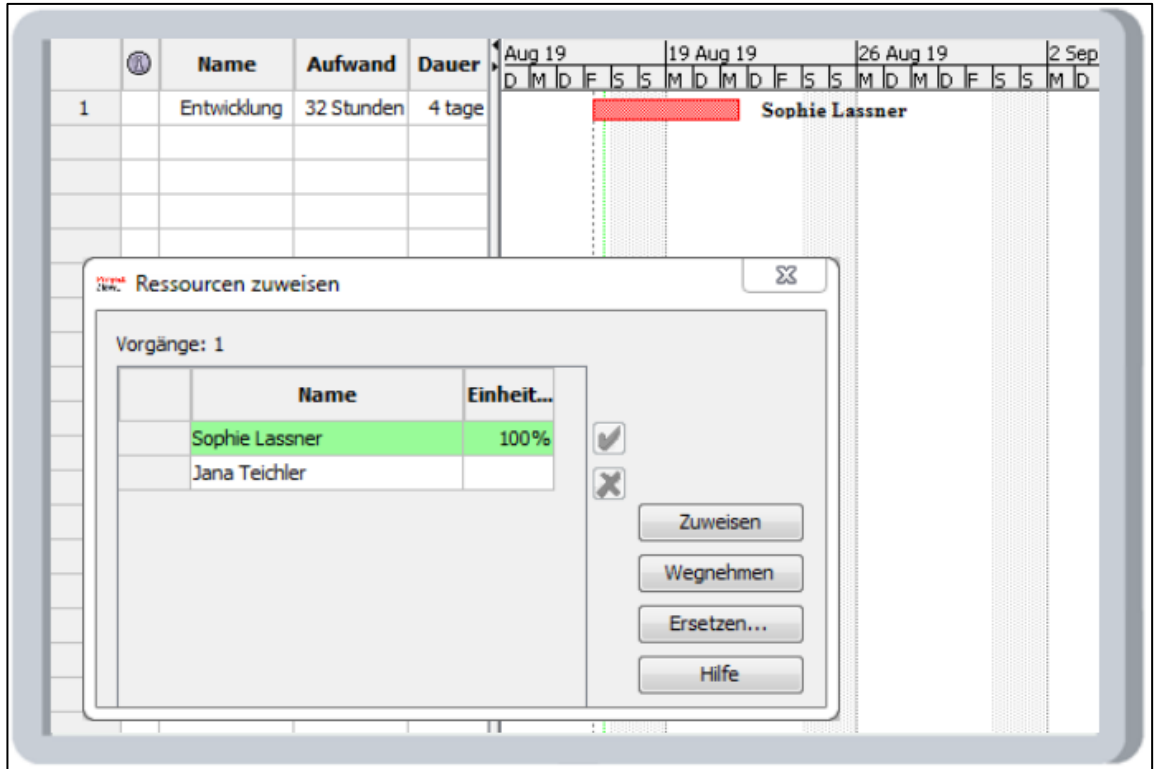 Aug 19 19 Aug 19 26 Aug 19 2 Sep
Name Aufwand Dauer D M D F S S M D M D F S S M D M D F S S M D
1 Entwicklung 32 Stunden 4 tage Sophie Lassner
Ressourcen zuweisen
Vorgänge: 1
Name Einheit...
Sophie Lassner 100%
Jana Teichler
Zuweisen
Wegnehmen
Ersetzen...
Hilfe